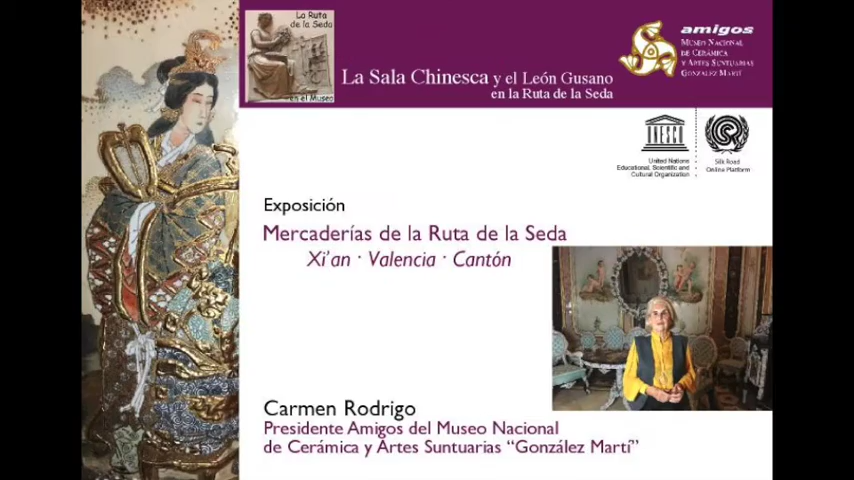 La Ruta
de la Seda
en el Museo
La Sala Chinesca y el León Gusano
en la Ruta de la Seda
amigos
MUSEO NACIONAL
DE CERÁMICA
Y ARTES SUNTUARIAS
GONZÁLEZ MARTÍ
UNESCO
United Nations
Educational, Scientific and
Cultural Organization
Silk Road
Online Platform
Exposición
Mercaderías de la Ruta de la Seda
Xi’an · Valencia · Cantón
Carmen Rodrigo
Presidente Amigos del Museo Nacional
de Cerámica y Artes Suntuarias “González Martí”